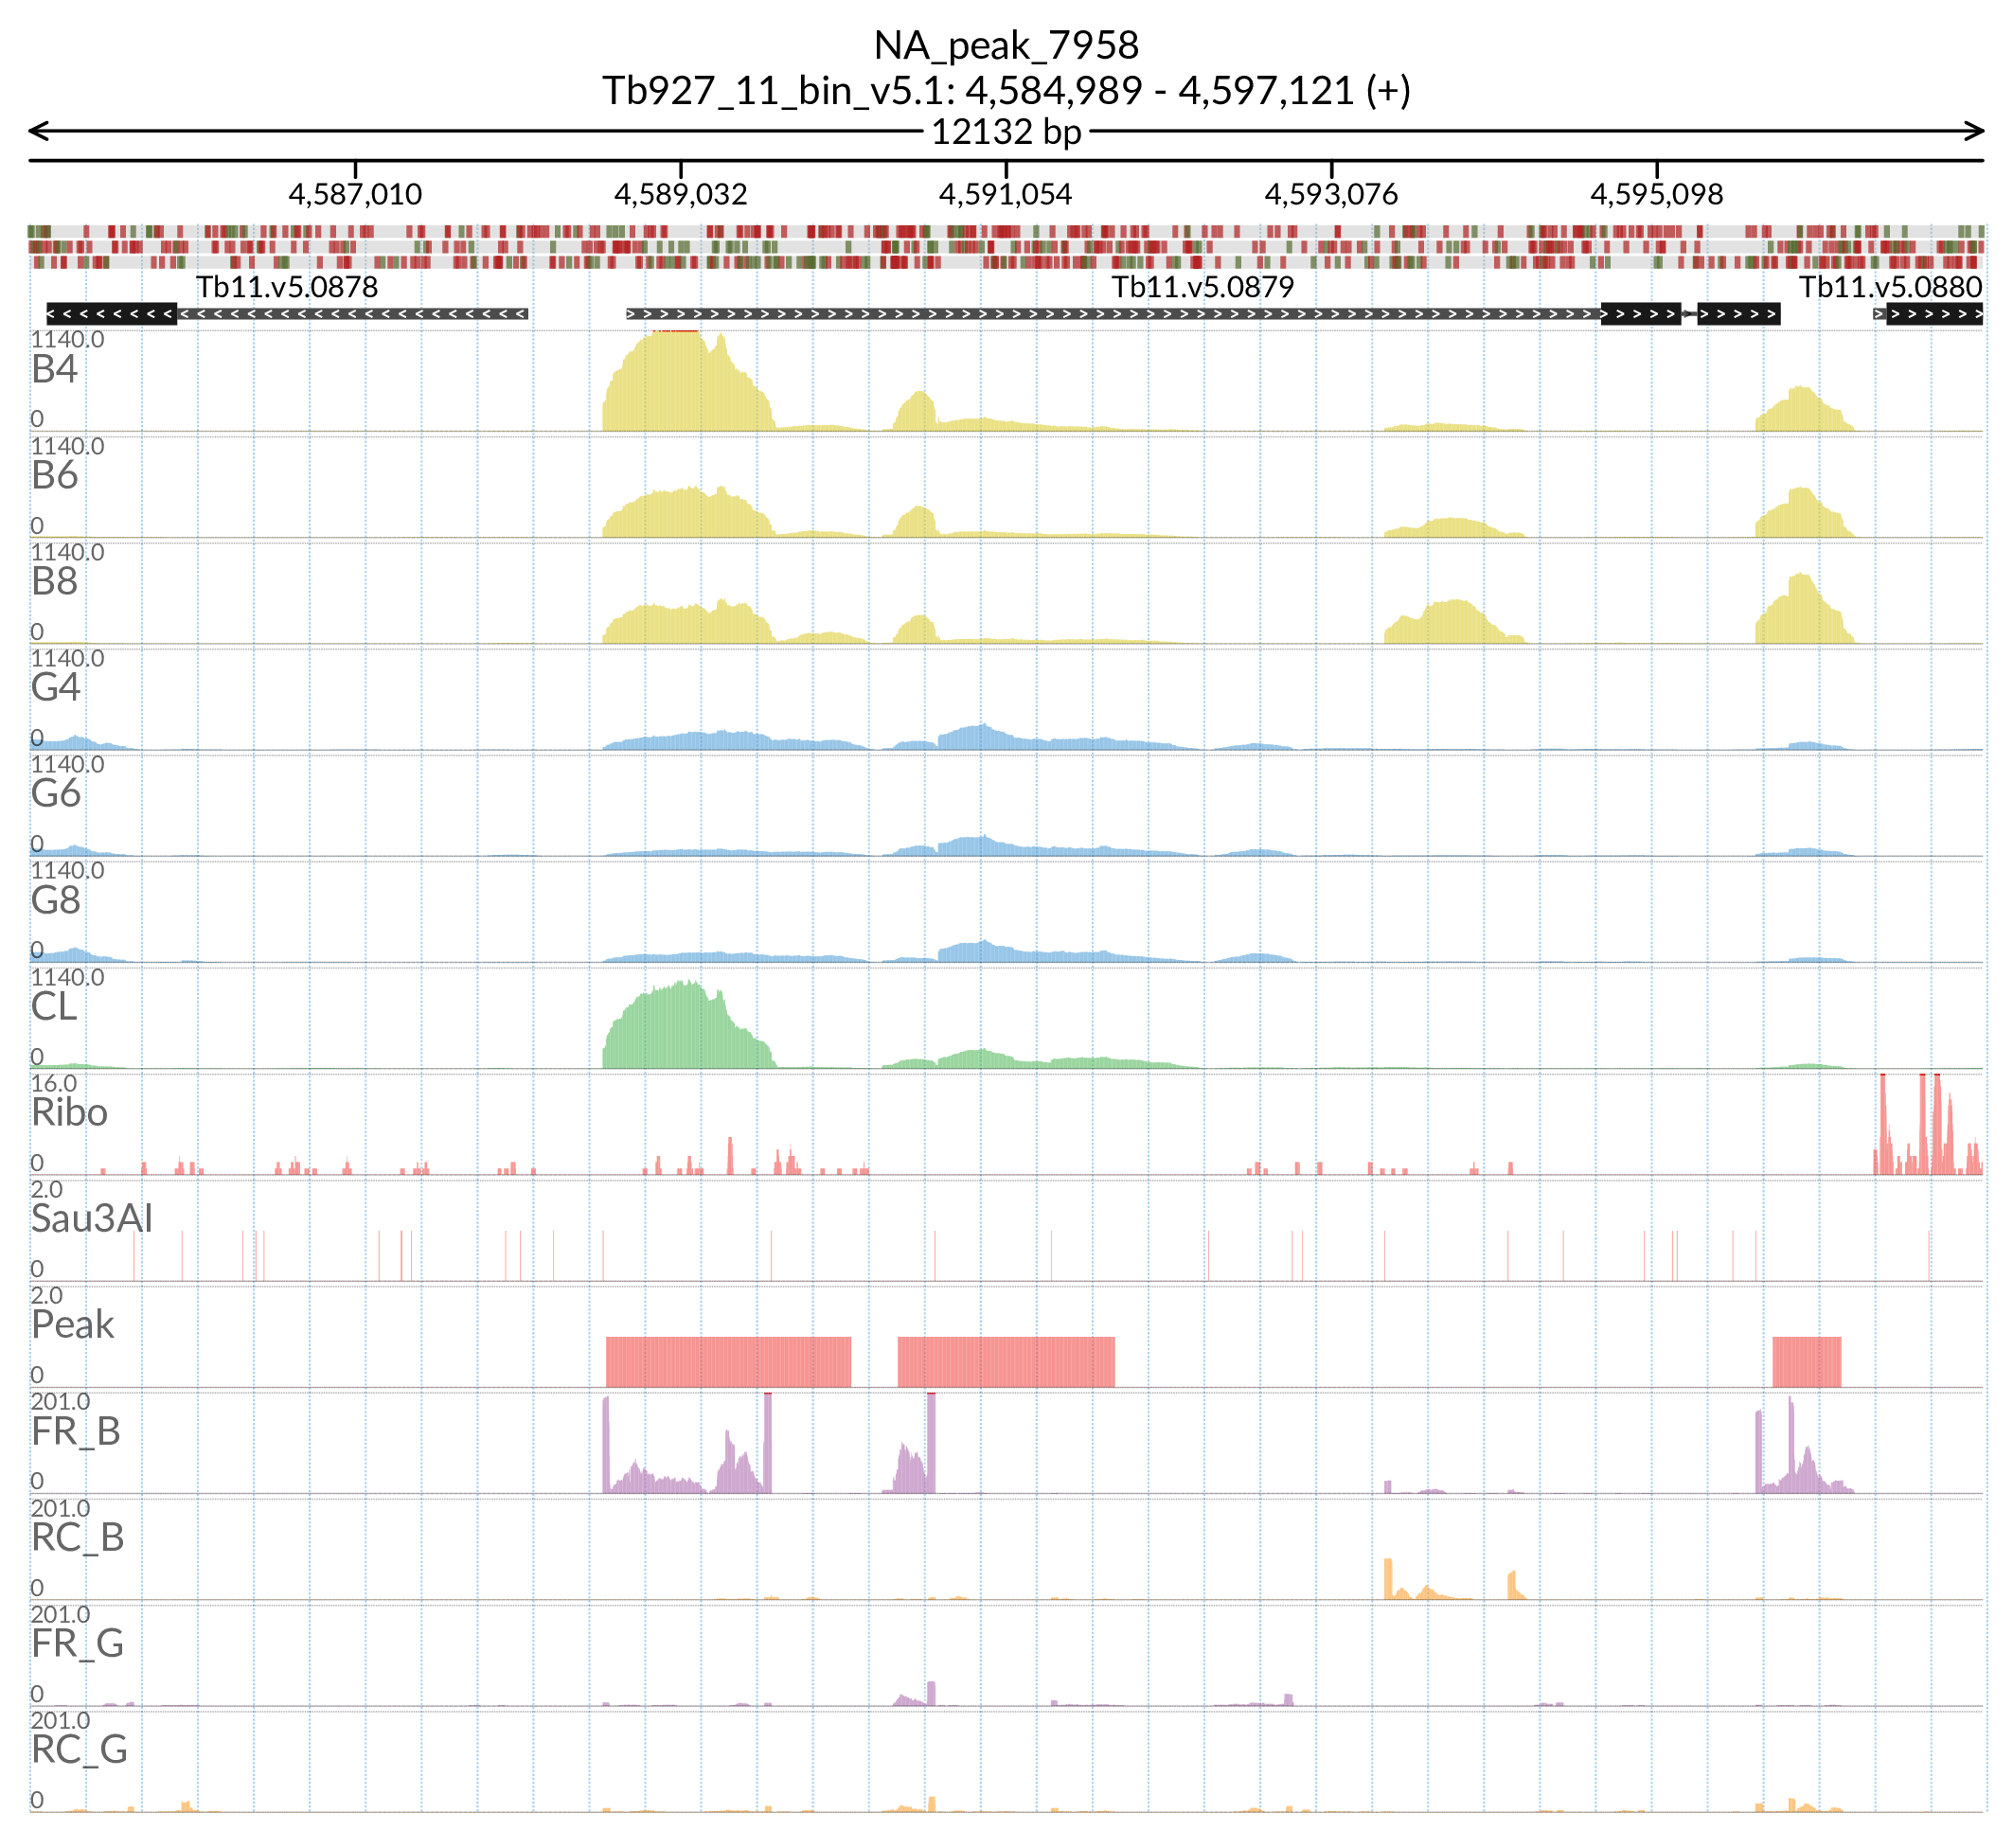 NA_peak_7958
Tb927_11_bin_v5.1: 4,584,989 - 4,597,121 (+)
12132 bp
4,587,010 4,589,032 4,591,054 4,593,076 4,595,098
Tb11.v5.0878 Tb11.v5.0879 Tb11.v5.0880
1140.0
B4
0
1140.0
B6
0
1140.0
B8
0
1140.0
G4
0
1140.0
G6
0
1140.0
G8
0
1140.0
CL
0
16.0
Ribo
0
2.0
Sau3AI
0
2.0
Peak
0
201.0
FR_B
0
201.0
RC_B
0
201.0
FR_G
0
201.0
RC_G
0